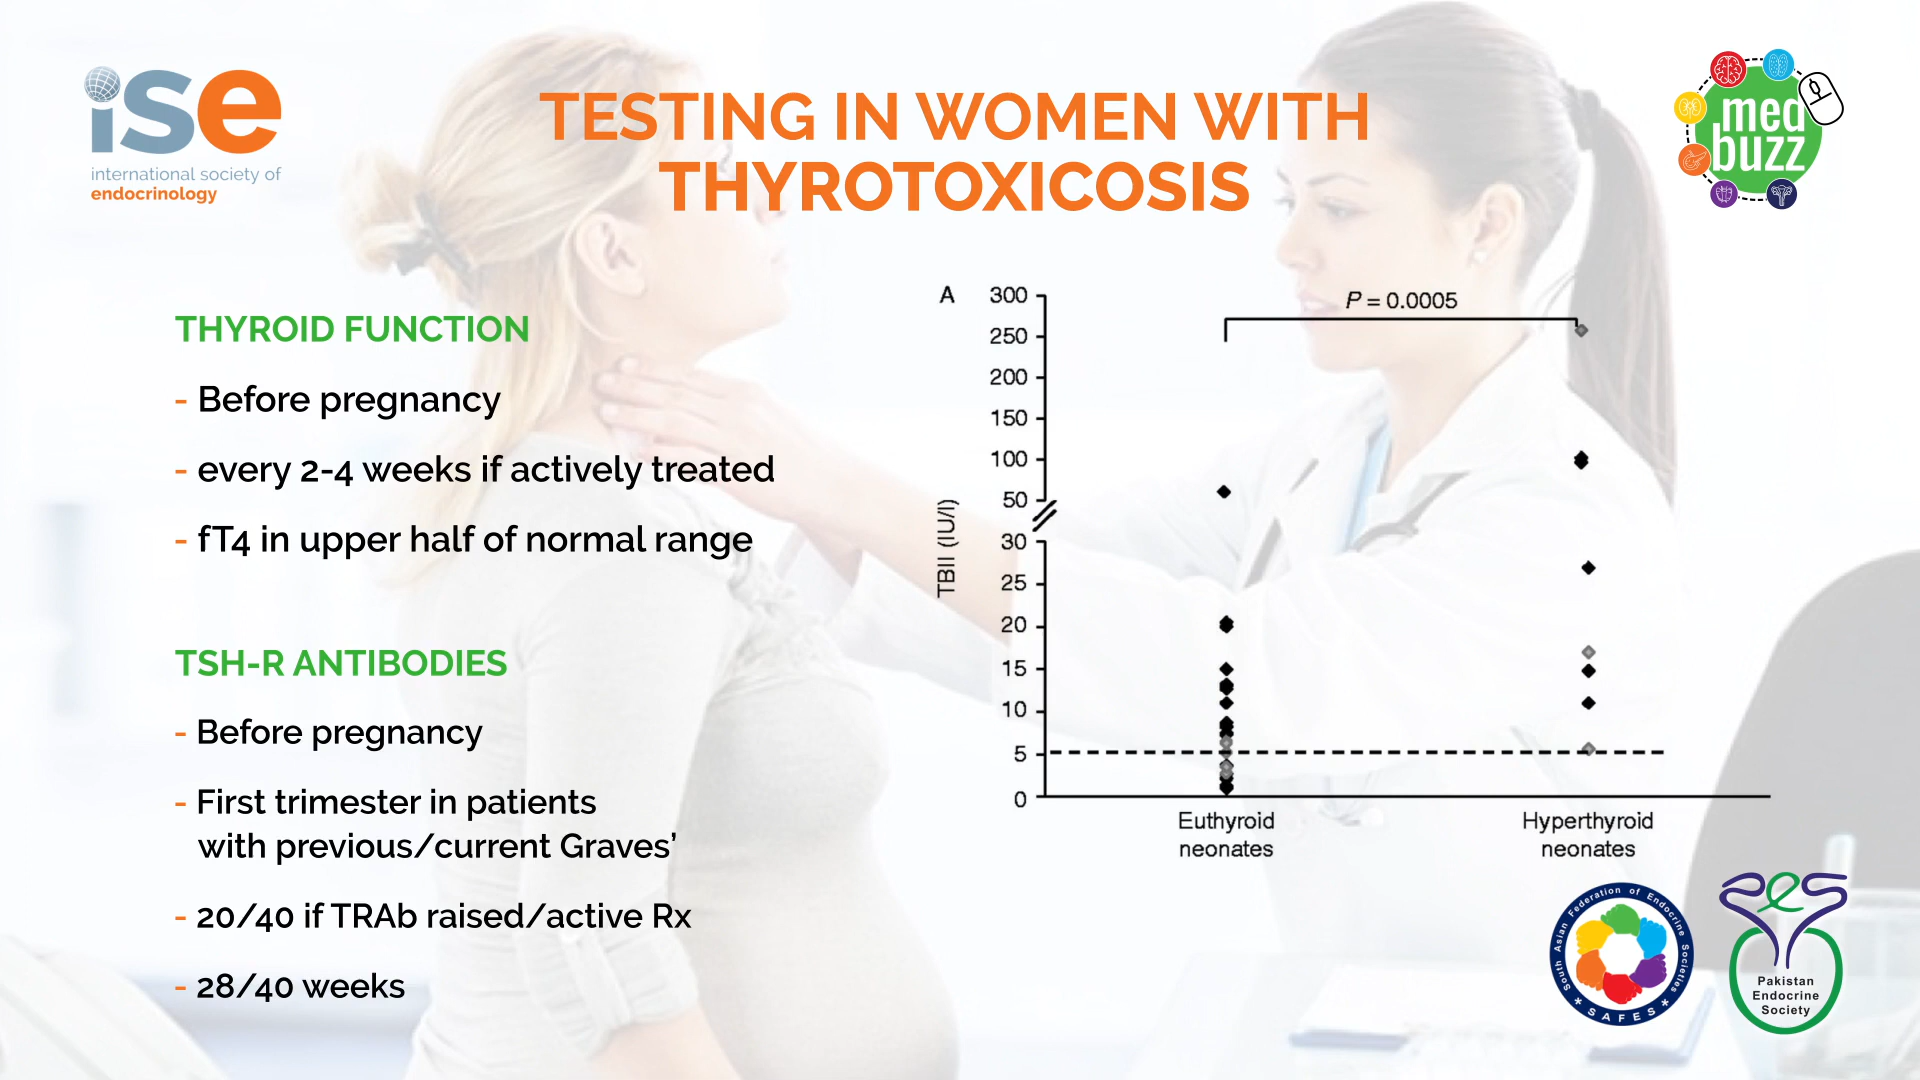 ise
international society of
endocrinology
TESTING IN WOMEN WITH
THYROTOXICOSIS
med
buzz
THYROID FUNCTION
- Before pregnancy
- every 2-4 weeks if actively treated
- fT4 in upper half of normal range
TSH-R ANTIBODIES
- Before pregnancy
- First trimester in patients
with previous/current Graves’
- 20/40 if TRAb raised/active Rx
- 28/40 weeks
A
P = 0.0005
TBII (IU/l)
300
250
200
150
100
50
30
25
20
15
10
5
0
Euthyroid
neonates
Hyperthyroid
neonates
South Asian Federation of Endocrine Societies
* SAFES *
PES
Pakistan
Endocrine
Society